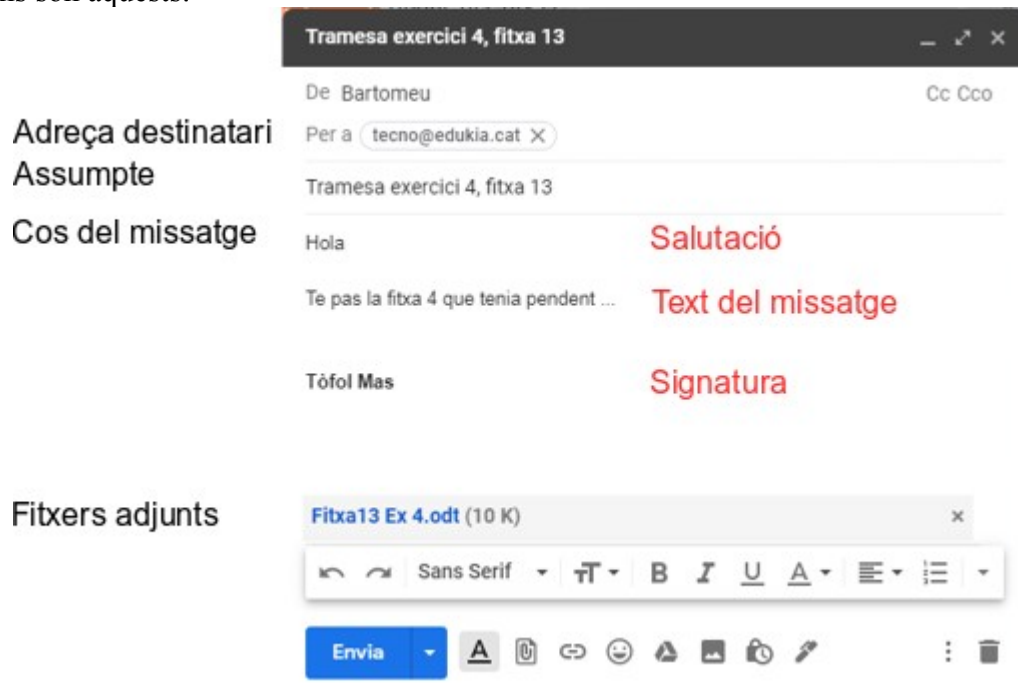 són aquests.
Tramesa exercici 4, fitxa 13
De Bartomeu Cc Cco
Adreça destinatari Per a tecno@edukia.cat
Assumpte Tramesa exercici 4, fitxa 13
Cos del missatge Hola Salutació
Te pas la fitxa 4 que tenia pendent ... Text del missatge
Tòfol Mas Signatura
Fitxers adjunts Fitxa13 Ex 4.odt (10 K)
Sans Serif B I U A
Envia A